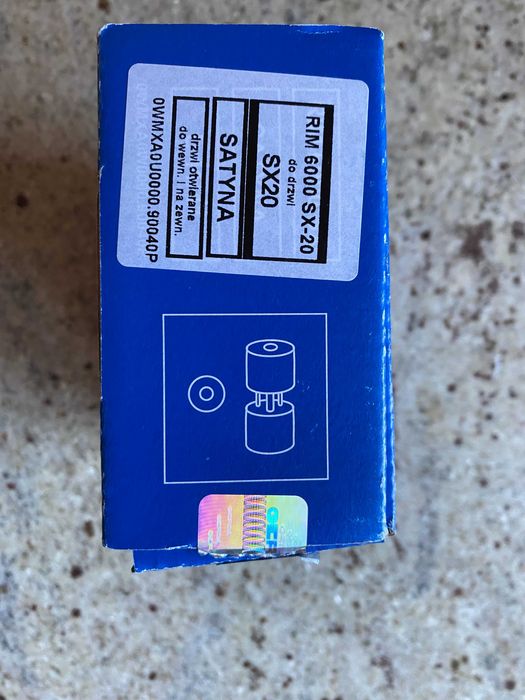 RIM 6000 SX-20
do drzwi
SX20
SATYNA
drzwi otwierane
do wewn. i na zewn.
0WMXA0U0000.90040P